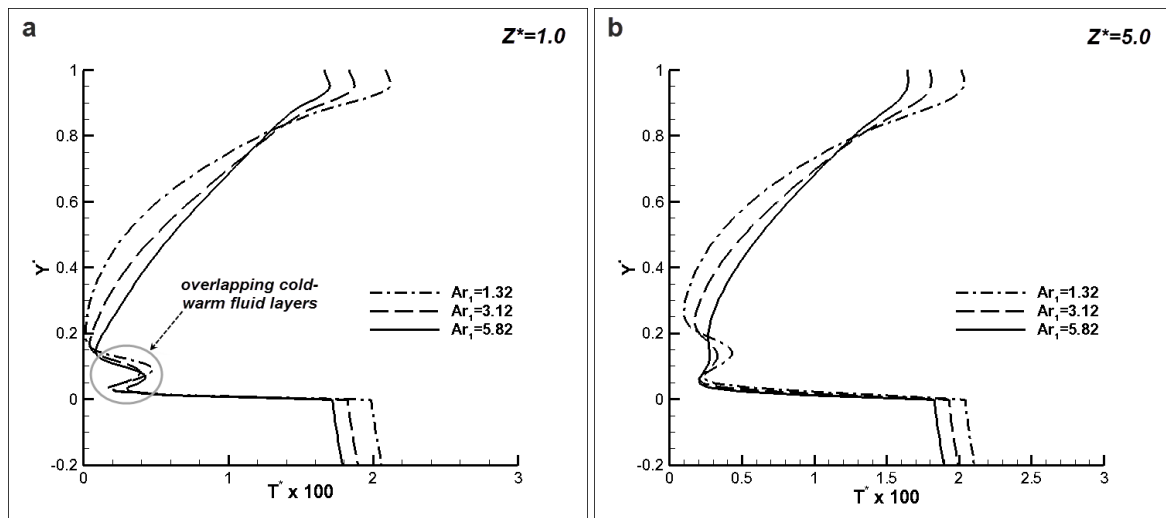 a
Z*=1.0
1
0.8
0.6
0.4
0.2
0
-0.2
Y*
overlapping cold-
warm fluid layers
Ar1=1.32
Ar1=3.12
Ar1=5.82
0
1
2
3
T* x 100
b
Z*=5.0
1
0.8
0.6
0.4
0.2
0
-0.2
Y*
Ar1=1.32
Ar1=3.12
Ar1=5.82
0
0.5
1
1.5
2
2.5
3
T* x 100